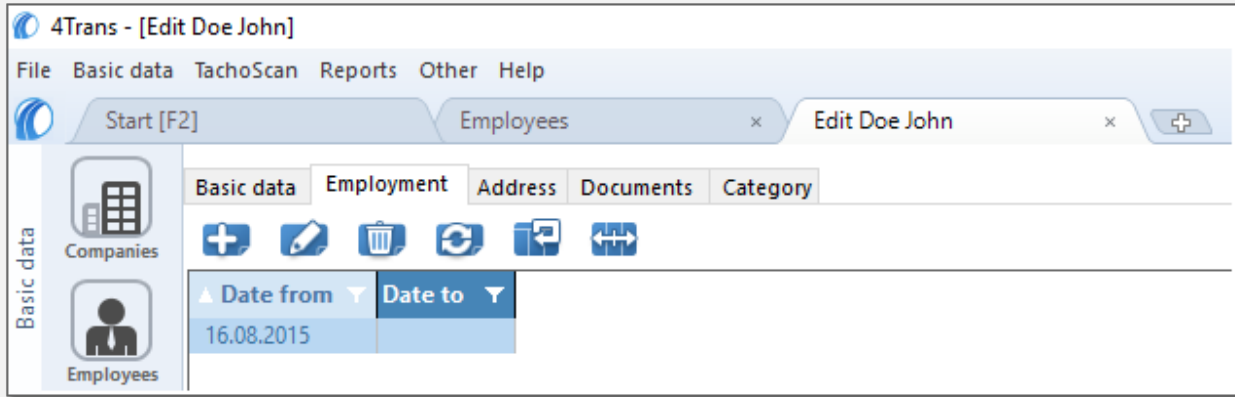 4Trans - [Edit Doe John]
File Basic data TachoScan Reports Other Help
Start [F2] Employees Edit Doe John
Basic data Employment Address Documents Category
Basic data
Companies
Date from Date to
16.08.2015
Employees